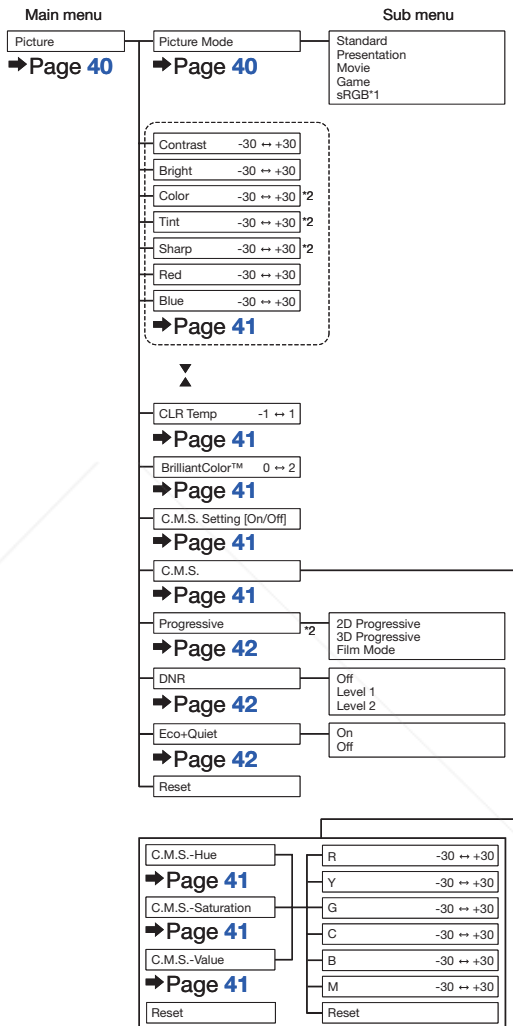 Main menu
Sub menu
Picture
➡Page 40
Picture Mode
➡Page 40
Standard
Presentation
Movie
Game
sRGB*1
Contrast -30 ↔ +30
Bright -30 ↔ +30
Color -30 ↔ +30 *2
Tint -30 ↔ +30 *2
Sharp -30 ↔ +30 *2
Red -30 ↔ +30
Blue -30 ↔ +30
➡Page 41
CLR Temp -1 ↔ 1
➡Page 41
BrilliantColor™ 0 ↔ 2
➡Page 41
C.M.S. Setting [On/Off]
➡Page 41
C.M.S.
➡Page 41
Progressive *2
➡Page 42
2D Progressive
3D Progressive
Film Mode
DNR
➡Page 42
Off
Level 1
Level 2
Eco+Quiet
➡Page 42
On
Off
Reset
C.M.S.-Hue
➡Page 41
C.M.S.-Saturation
➡Page 41
C.M.S.-Value
➡Page 41
Reset
R -30 ↔ +30
Y -30 ↔ +30
G -30 ↔ +30
C -30 ↔ +30
B -30 ↔ +30
M -30 ↔ +30
Reset